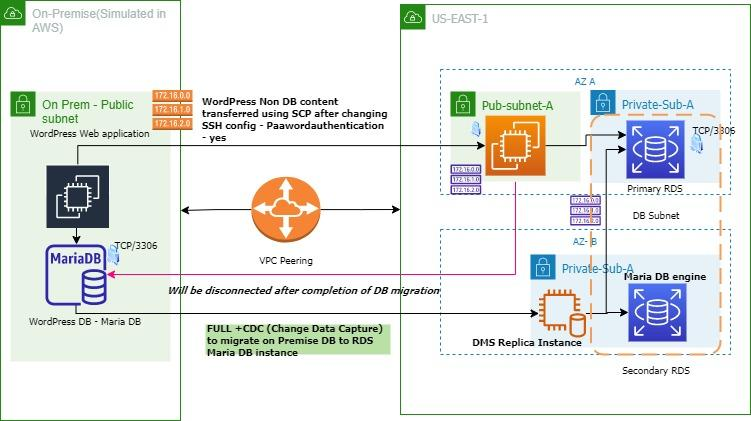 On-Premise(Simulated in
AWS)
US-EAST-1
AZ A
On Prem - Public
subnet
172.16.0.0
172.16.1.0
172.16.2.0
WordPress Non DB content
transferred using SCP after changing
SSH config - Paawordauthentication
- yes
Pub-subnet-A
Private-Sub-A
WordPress Web application
TCP/3306
172.16.0.0
172.16.1.0
172.16.2.0
Primary RDS
172.16.0.0
172.16.1.0
172.16.2.0
DB Subnet
MariaDB
TCP/3306
VPC Peering
AZ- B
Private-Sub-A
Maria DB engine
Will be disconnected after completion of DB migration
WordPress DB - Maria DB
FULL +CDC (Change Data Capture)
to migrate on Premise DB to RDS
Maria DB instance
DMS Replica Instance
Secondary RDS